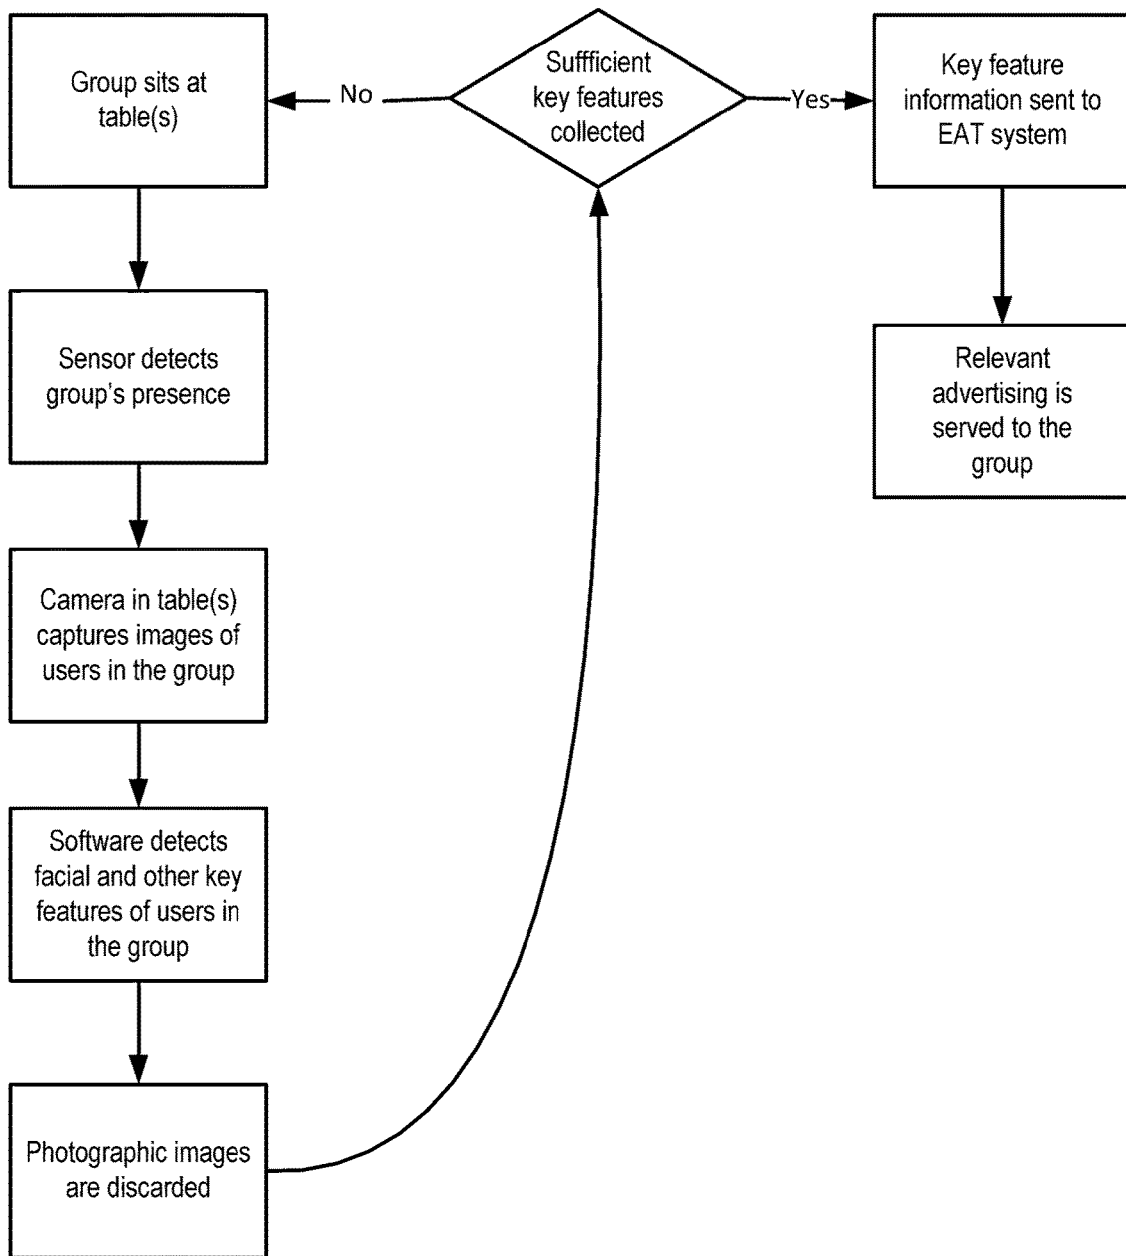 Group sits at
table(s)
Sensor detects
group's presence
Camera in table(s)
captures images of
users in the group
Software detects
facial and other key
features of users in
the group
Photographic images
are discarded
No
Suffficient
key features
collected
Yes
Key feature
information sent to
EAT system
Relevant
advertising is
served to the
group